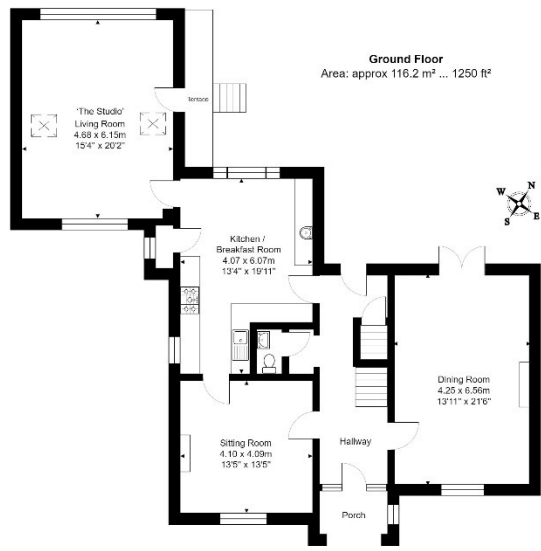 Ground Floor
Area: approx 116.2 m² ... 1250 ft²
'The Studio'
Living Room
4.68 x 6.15m
15'4" x 20'2"
Terrace
N
W
E
S
Kitchen /
Breakfast Room
4.07 x 6.07m
13'4" x 19'11"
Dining Room
4.25 x 6.56m
13'11" x 21'6"
Sitting Room
4.10 x 4.09m
13'5" x 13'5"
Hallway
Porch